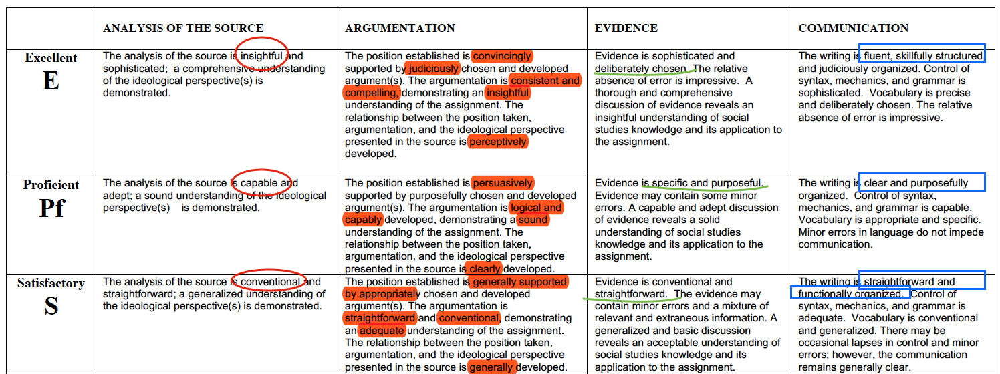 ANALYSIS OF THE SOURCE
ARGUMENTATION
EVIDENCE
COMMUNICATION
Excellent
E
The analysis of the source is insightful and
sophisticated;  a comprehensive understanding
of the ideological perspective(s) is
demonstrated.
The position established is convincingly
supported by judiciously chosen and developed
argument(s). The argumentation is consistent and
compelling, demonstrating an insightful
understanding of the assignment. The
relationship between the position taken,
argumentation, and the ideological perspective
presented in the source is perceptively
developed.
Evidence is sophisticated and
deliberately chosen. The relative
absence of error is impressive.  A
thorough and comprehensive
discussion of evidence reveals an
insightful understanding of social
studies knowledge and its application to
the assignment.
The writing is fluent, skillfully structured
and judiciously organized. Control of
syntax, mechanics, and grammar is
sophisticated.  Vocabulary is precise
and deliberately chosen. The relative
absence of error is impressive.
Proficient
Pf
The analysis of the source is capable and
adept; a sound understanding of the ideological
perspective(s)    is demonstrated.
The position established is persuasively
supported by purposefully chosen and developed
argument(s). The argumentation is logical and
capably developed, demonstrating a sound
understanding of the assignment. The
relationship between the position taken,
argumentation, and the ideological perspective
presented in the source is clearly developed.
Evidence is specific and purposeful.
Evidence may contain some minor
errors. A capable and adept discussion
of evidence reveals a solid
understanding of social studies
knowledge and its application to the
assignment.
The writing is clear and purposefully
organized.  Control of syntax,
mechanics, and grammar is capable.
Vocabulary is appropriate and specific.
Minor errors in language do not impede
communication.
Satisfactory
S
The analysis of the source is conventional and
straightforward; a generalized understanding of
the ideological perspective(s) is demonstrated.
The position established is generally supported
by appropriately chosen and developed
argument(s). The argumentation is
straightforward and conventional, demonstrating
an adequate understanding of the assignment.
The relationship between the position taken,
argumentation, and the ideological perspective
presented in the source is generally developed.
Evidence is conventional and
straightforward.  The evidence may
contain minor errors and a mixture of
relevant and extraneous information. A
generalized and basic discussion
reveals an acceptable understanding of
social studies knowledge and its
application to the assignment.
The writing is straightforward and
functionally organized.  Control of
syntax, mechanics, and grammar is
adequate.  Vocabulary is conventional
and generalized. There may be
occasional lapses in control and minor
errors; however, the communication
remains generally clear.